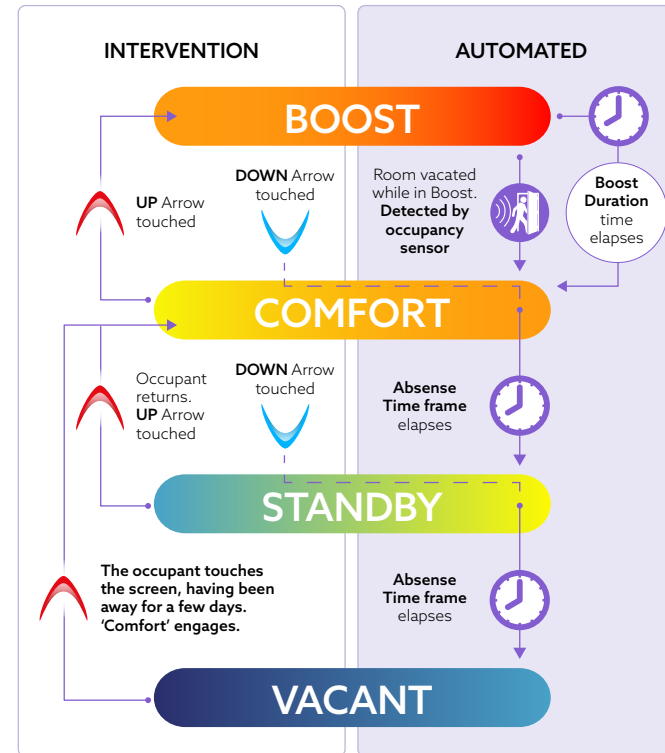 INTERVENTION
AUTOMATED
BOOST
UP Arrow
touched
DOWN Arrow
touched
Room vacated
while in Boost.
Detected by
occupancy
sensor
Boost
Duration
time
elapses
COMFORT
Occupant
returns.
UP Arrow
touched
DOWN Arrow
touched
Absense
Time frame
elapses
STANDBY
The occupant touches
the screen, having been
away for a few days.
‘Comfort’ engages.
Absense
Time frame
elapses
VACANT